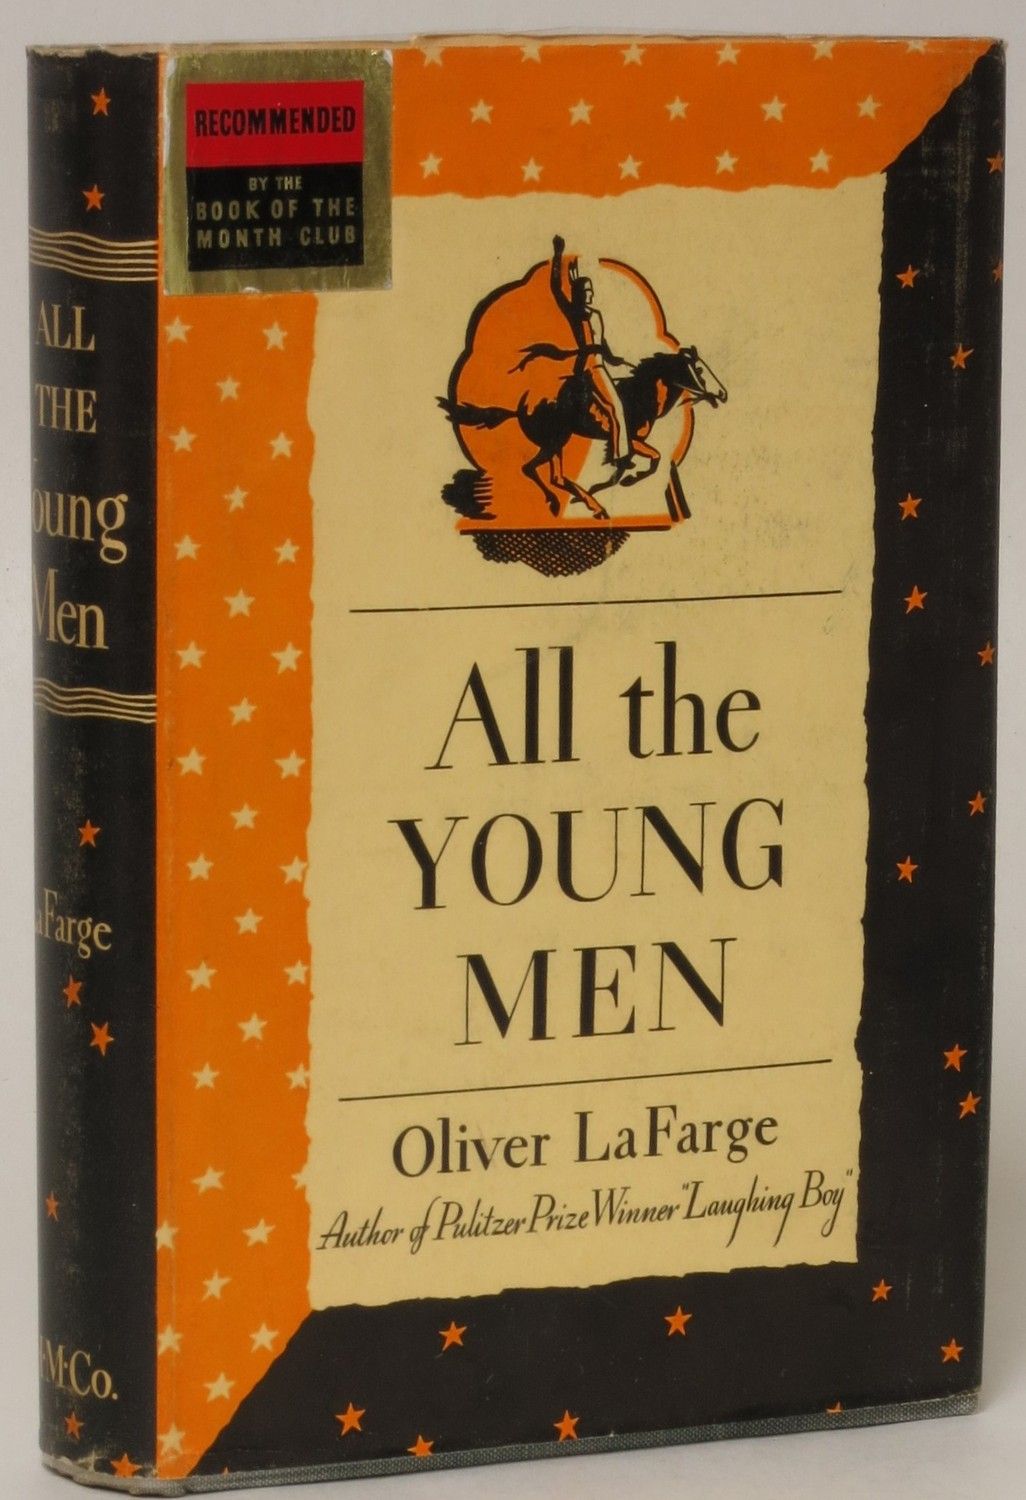 RECOMMENDED
BY THE
BOOK OF THE
MONTH CLUB
All the
YOUNG
MEN
Oliver LaFarge
Author of Pulitzer Prize Winner "Laughing Boy"
ALL
THE
Young
Men
LaFarge
M·Co.